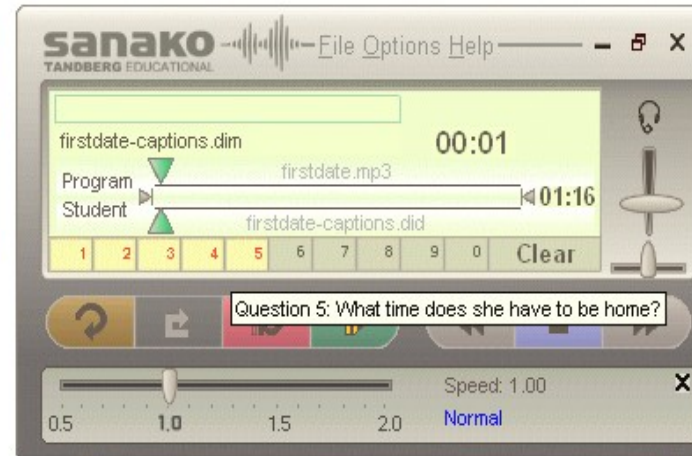 sanako File Options Help
TANDBERG EDUCATIONAL
firstdate-captions.dim 00:01
Program firstdate.mp3
01:16
Student firstdate-captions.did
1 2 3 4 5 6 7 8 9 0 Clear
Question 5: What time does she have to be home?
Speed: 1.00
0.5 1.0 1.5 2.0 Normal